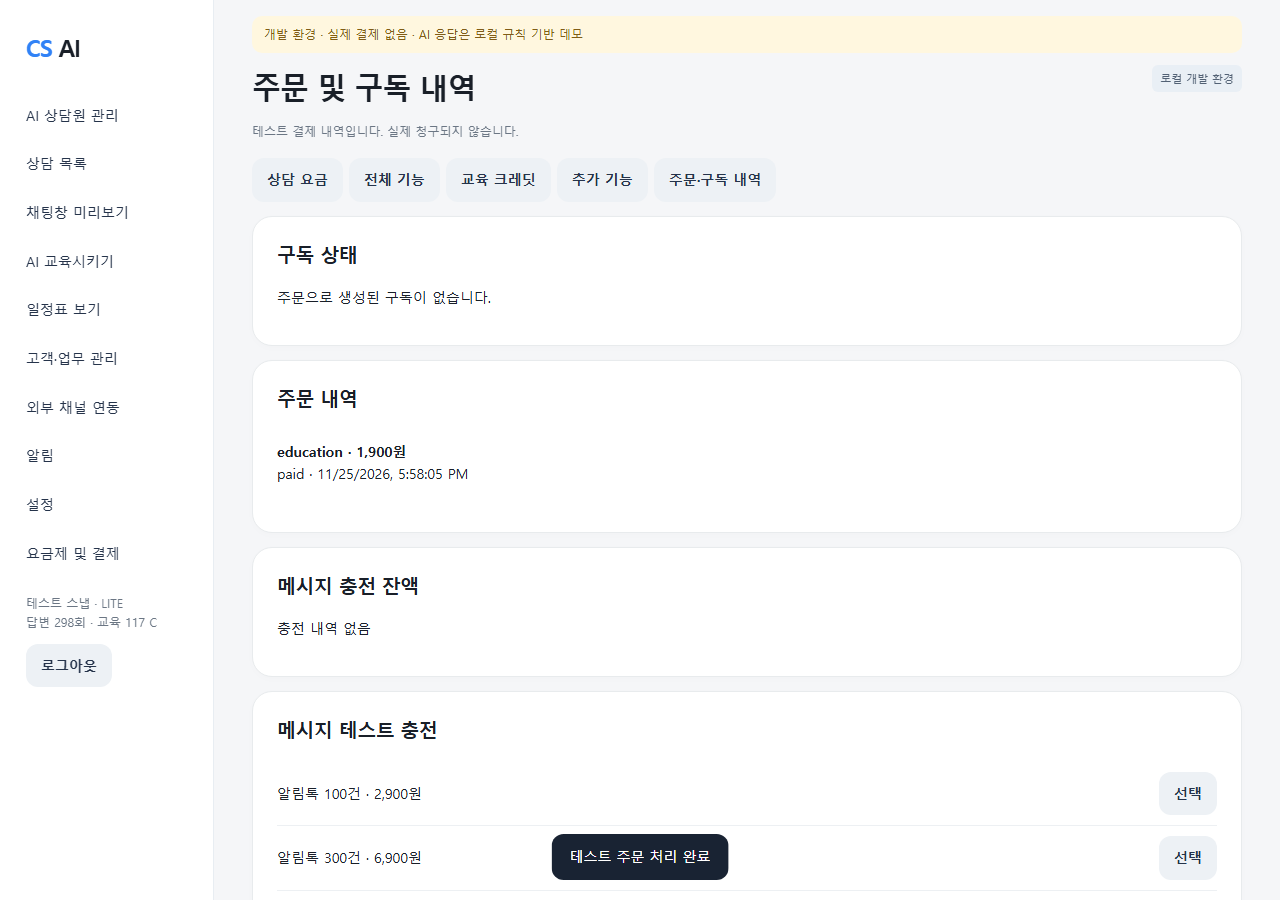 CS AI
AI 상담원 관리
상담 목록
채팅창 미리보기
AI 교육시키기
일정표 보기
고객·업무 관리
외부 채널 연동
알림
설정
요금제 및 결제
테스트 스냅 · LITE
답변 298회 · 교육 117 C
로그아웃
개발 환경 · 실제 결제 없음 · AI 응답은 로컬 규칙 기반 데모
주문 및 구독 내역
로컬 개발 환경
테스트 결제 내역입니다. 실제 청구되지 않습니다.
상담 요금
전체 기능
교육 크레딧
추가 기능
주문·구독 내역
구독 상태
주문으로 생성된 구독이 없습니다.
주문 내역
education · 1,900원
paid · 11/25/2026, 5:58:05 PM
메시지 충전 잔액
충전 내역 없음
메시지 테스트 충전
알림톡 100건 · 2,900원
선택
알림톡 300건 · 6,900원
선택
테스트 주문 처리 완료